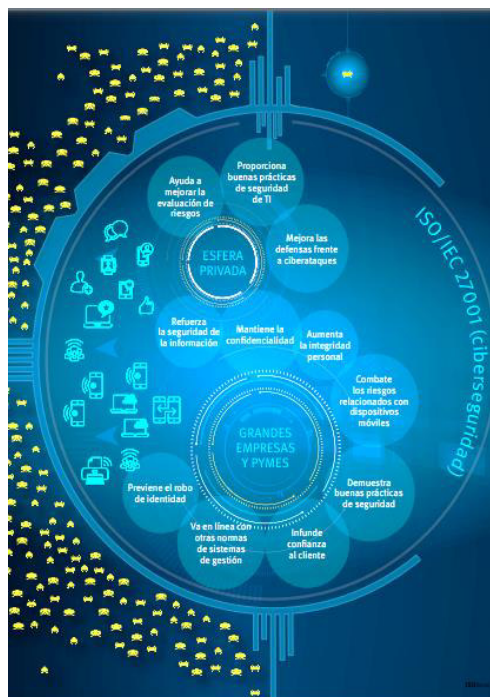 Proporciona
buenas prácticas
de seguridad
de TI
Ayuda a
mejorar la
evaluación de
riesgos
Mejora las
defensas frente
a ciberataques
ESFERA
PRIVADA
ISO/IEC 27001 (ciberseguridad)
Refuerza
la seguridad de
la información
Mantiene la
confidencialidad
Aumenta
la integridad
personal
Combate
los riesgos
relacionados con
dispositivos
móviles
GRANDES
EMPRESAS
Y PYMES
Previene el robo
de identidad
Demuestra
buenas prácticas
de seguridad
Va en línea con
otras normas
de sistemas
de gestión
Infunde
confianza
al cliente